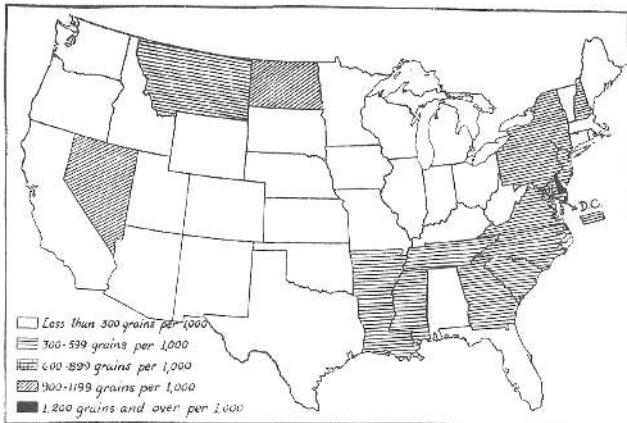 D.C.
Less than 300 grains per 1,000
300-599 grains per 1,000
600-899 grains per 1,000
900-1199 grains per 1,000
1,200 grains and over per 1,000